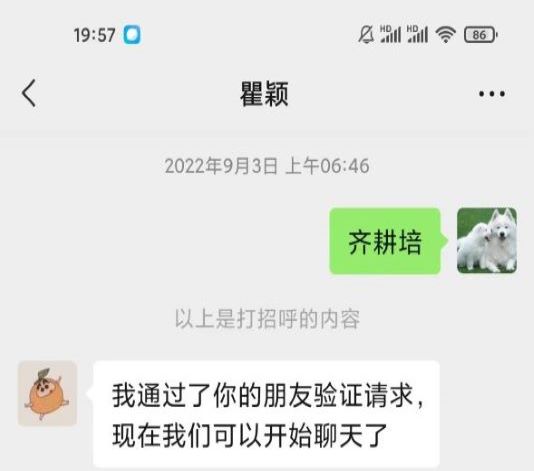 19:57 HD HD 86
瞿颖
2022年9月3日 上午06:46
齐耕培
以上是打招呼的内容
我通过了你的朋友验证请求，
现在我们可以开始聊天了